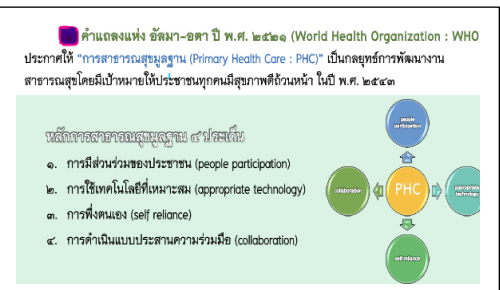 คำแถลงแห่ง อัลมา-อตา ปี พ.ศ. ๒๕๒๑ (World Health Organization : WHO
ประกาศให้ “การสาธารณสุขมูลฐาน (Primary Health Care : PHC)” เป็นกลยุทธ์การพัฒนางาน
สาธารณสุขโดยมีเป้าหมายให้ประชาชนทุกคนมีสุขภาพดีถ้วนหน้า ในปี พ.ศ. ๒๕๔๓
หลักการสาธารณสุขมูลฐาน ๔ ประเด็น
๑. การมีส่วนร่วมของประชาชน (people participation)
๒. การใช้เทคโนโลยีที่เหมาะสม (appropriate technology)
๓. การพึ่งตนเอง (self reliance)
๔. การดำเนินแบบประสานความร่วมมือ (collaboration)
people
participation
collaboration
PHC
appropriate
technology
self reliance